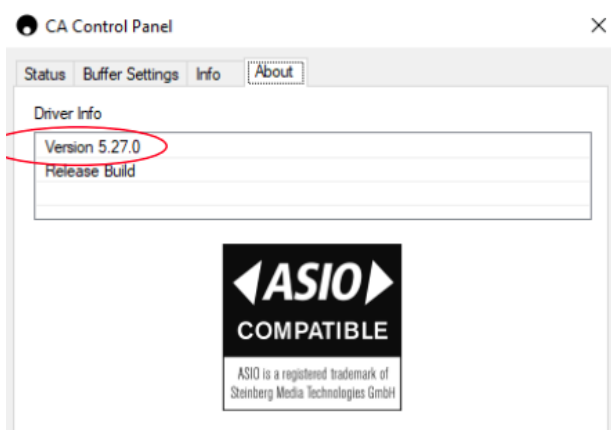 CA Control Panel
Status Buffer Settings Info About
Driver Info
Version 5.27.0
Release Build
ASIO
COMPATIBLE
ASIO is a registered trademark of
Steinberg Media Technologies GmbH